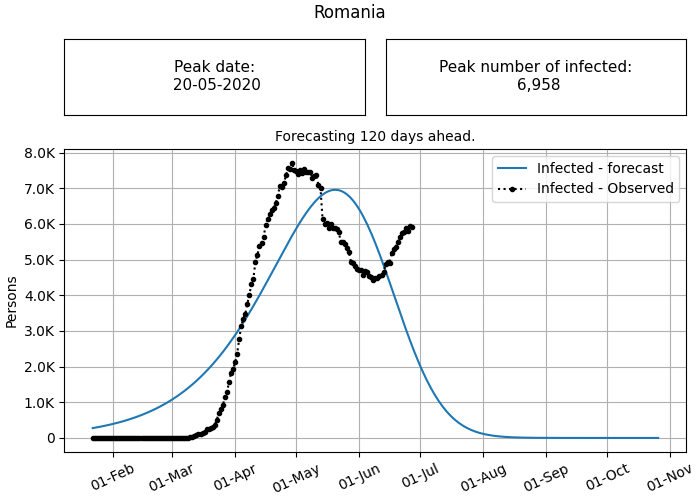 Romania
Peak date:
20-05-2020
Peak number of infected:
6,958
Forecasting 120 days ahead.
Infected - forecast
Infected - Observed
Persons
8.0K
7.0K
6.0K
5.0K
4.0K
3.0K
2.0K
1.0K
0
01-Feb
01-Mar
01-Apr
01-May
01-Jun
01-Jul
01-Aug
01-Sep
01-Oct
01-Nov